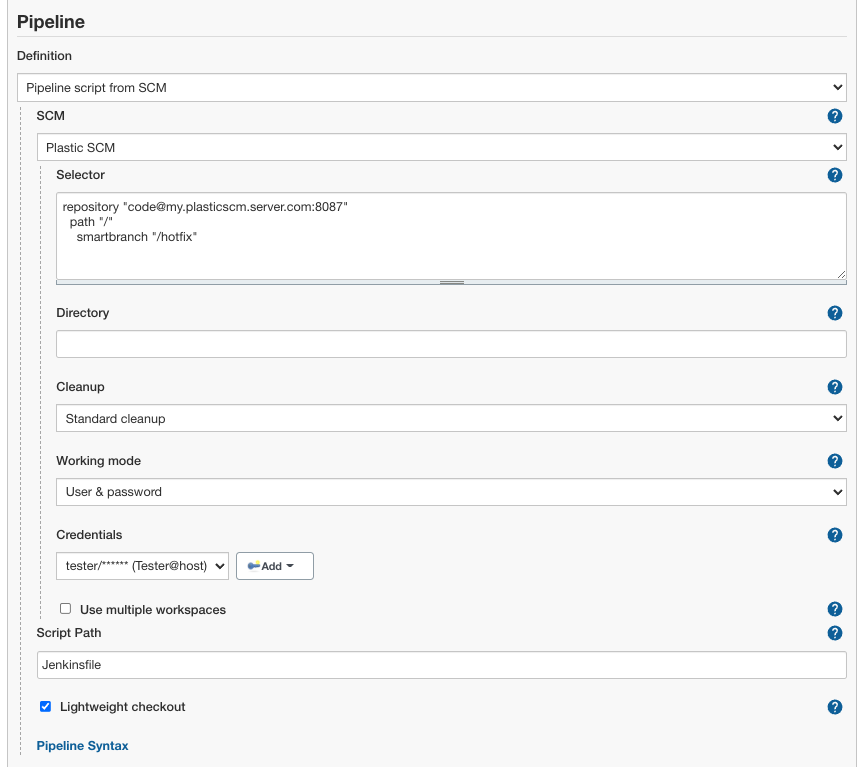 Pipeline
Definition
Pipeline script from SCM
SCM
?
Plastic SCM
Selector
?
repository "code@my.plasticscm.server.com:8087"
path "/"
smartbranch "/hotfix"
Directory
?
Cleanup
?
Standard cleanup
Working mode
?
User & password
Credentials
?
tester/****** (Tester@host)
Add
Use multiple workspaces
?
Script Path
?
Jenkinsfile
Lightweight checkout
?
Pipeline Syntax